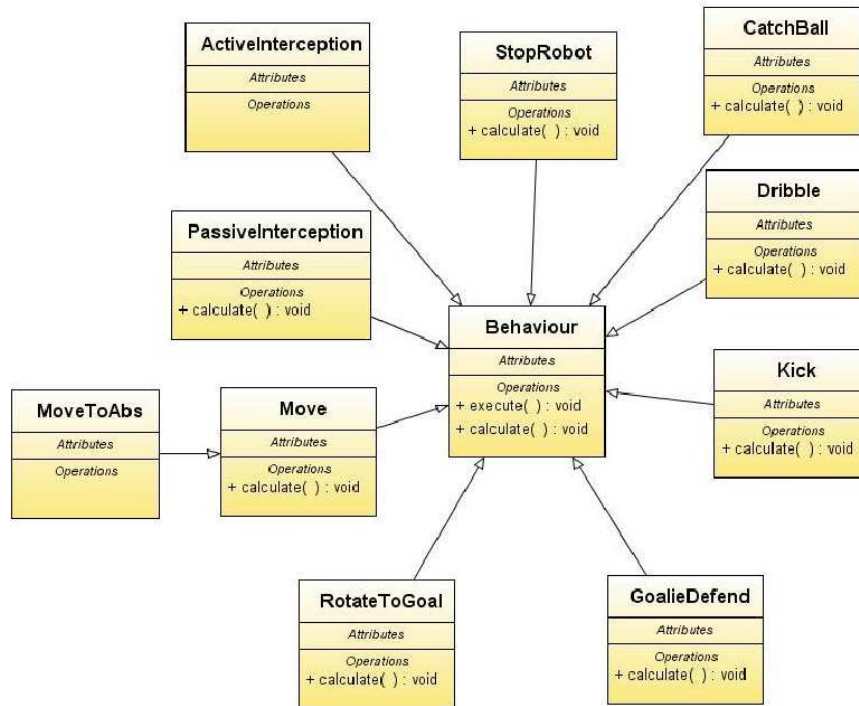 ActiveInterception
Attributes
Operations
StopRobot
Attributes
Operations
+ calculate( ) : void
CatchBall
Attributes
Operations
+ calculate( ) : void
PassiveInterception
Attributes
Operations
+ calculate( ) : void
Dribble
Attributes
Operations
+ calculate( ) : void
Behaviour
Attributes
Operations
+ execute( ) : void
+ calculate( ) : void
Kick
Attributes
Operations
+ calculate( ) : void
MoveToAbs
Attributes
Operations
Move
Attributes
Operations
+ calculate( ) : void
RotateToGoal
Attributes
Operations
+ calculate( ) : void
GoalieDefend
Attributes
Operations
+ calculate( ) : void